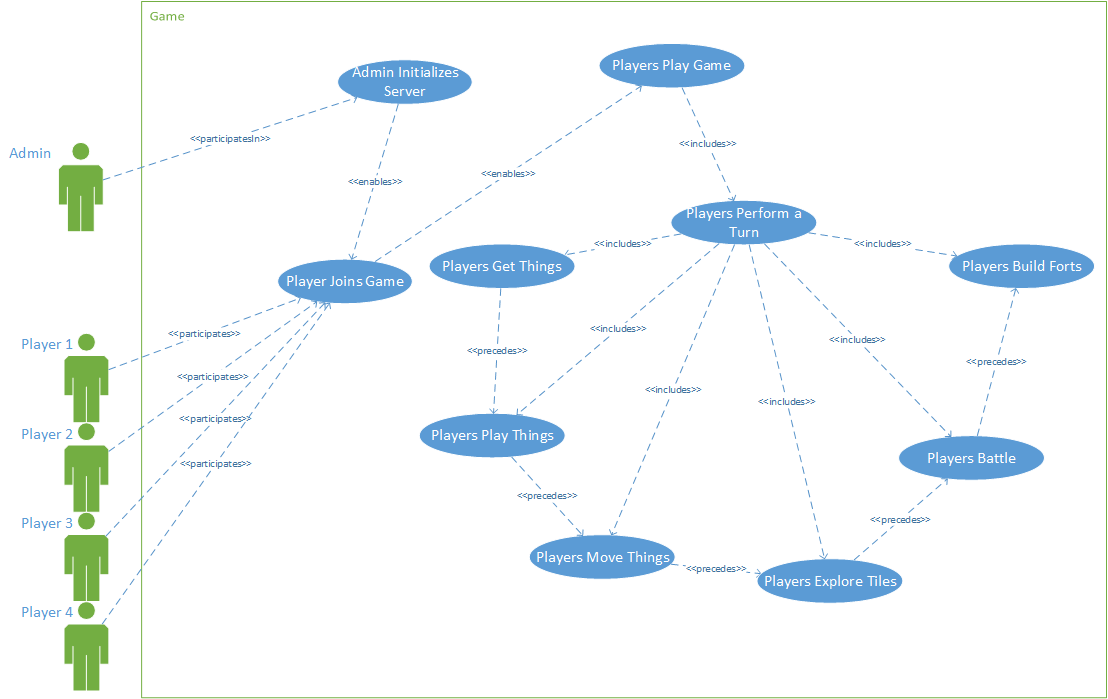 Game
Players Play Game
Admin Initializes
Server
<<participatesIn>>
<<includes>>
Admin
<<enables>>
<<enables>>
Players Perform a
Turn
<<includes>>
<<includes>>
Players Get Things
Players Build Forts
Player Joins Game
<<participates>>
<<includes>>
<<includes>>
Player 1
<<precedes>>
<<precedes>>
<<participates>>
<<includes>>
<<includes>>
<<participates>>
Player 2
Players Play Things
Players Battle
<<participates>>
<<precedes>>
<<precedes>>
Player 3
Players Move Things
<<precedes>>
Players Explore Tiles
Player 4